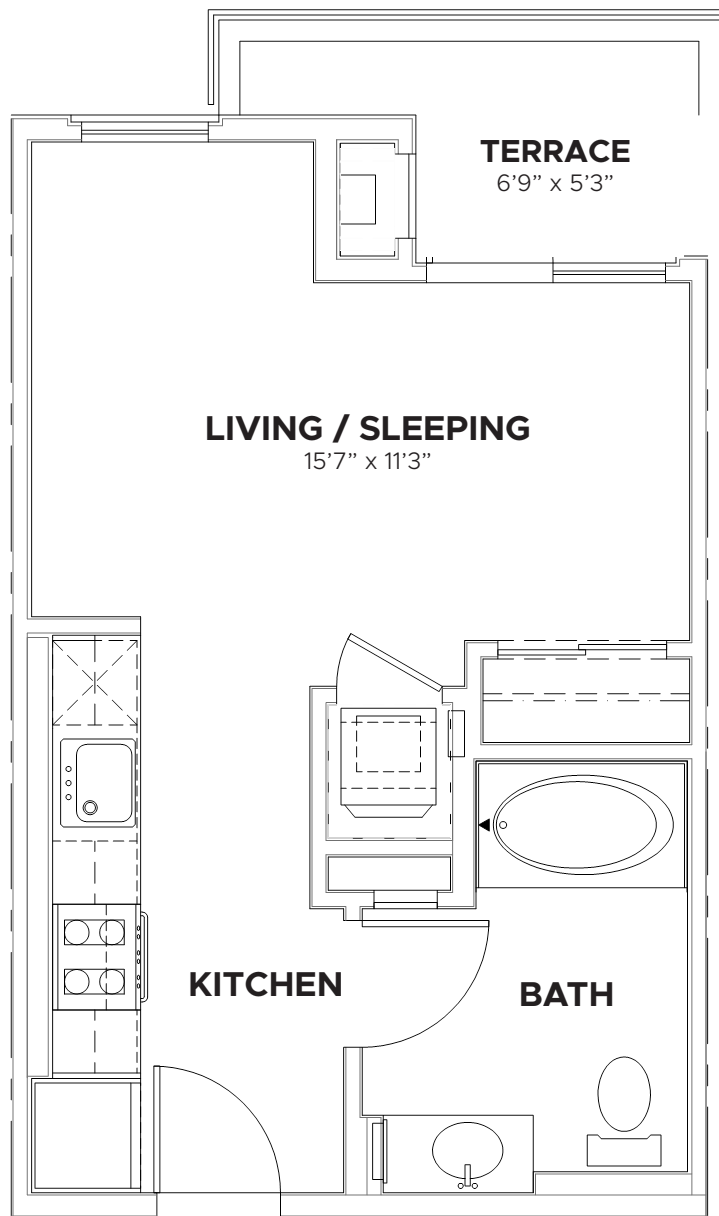 TERRACE
6’9” x 5’3”
LIVING / SLEEPING
15’7” x 11’3”
KITCHEN
BATH